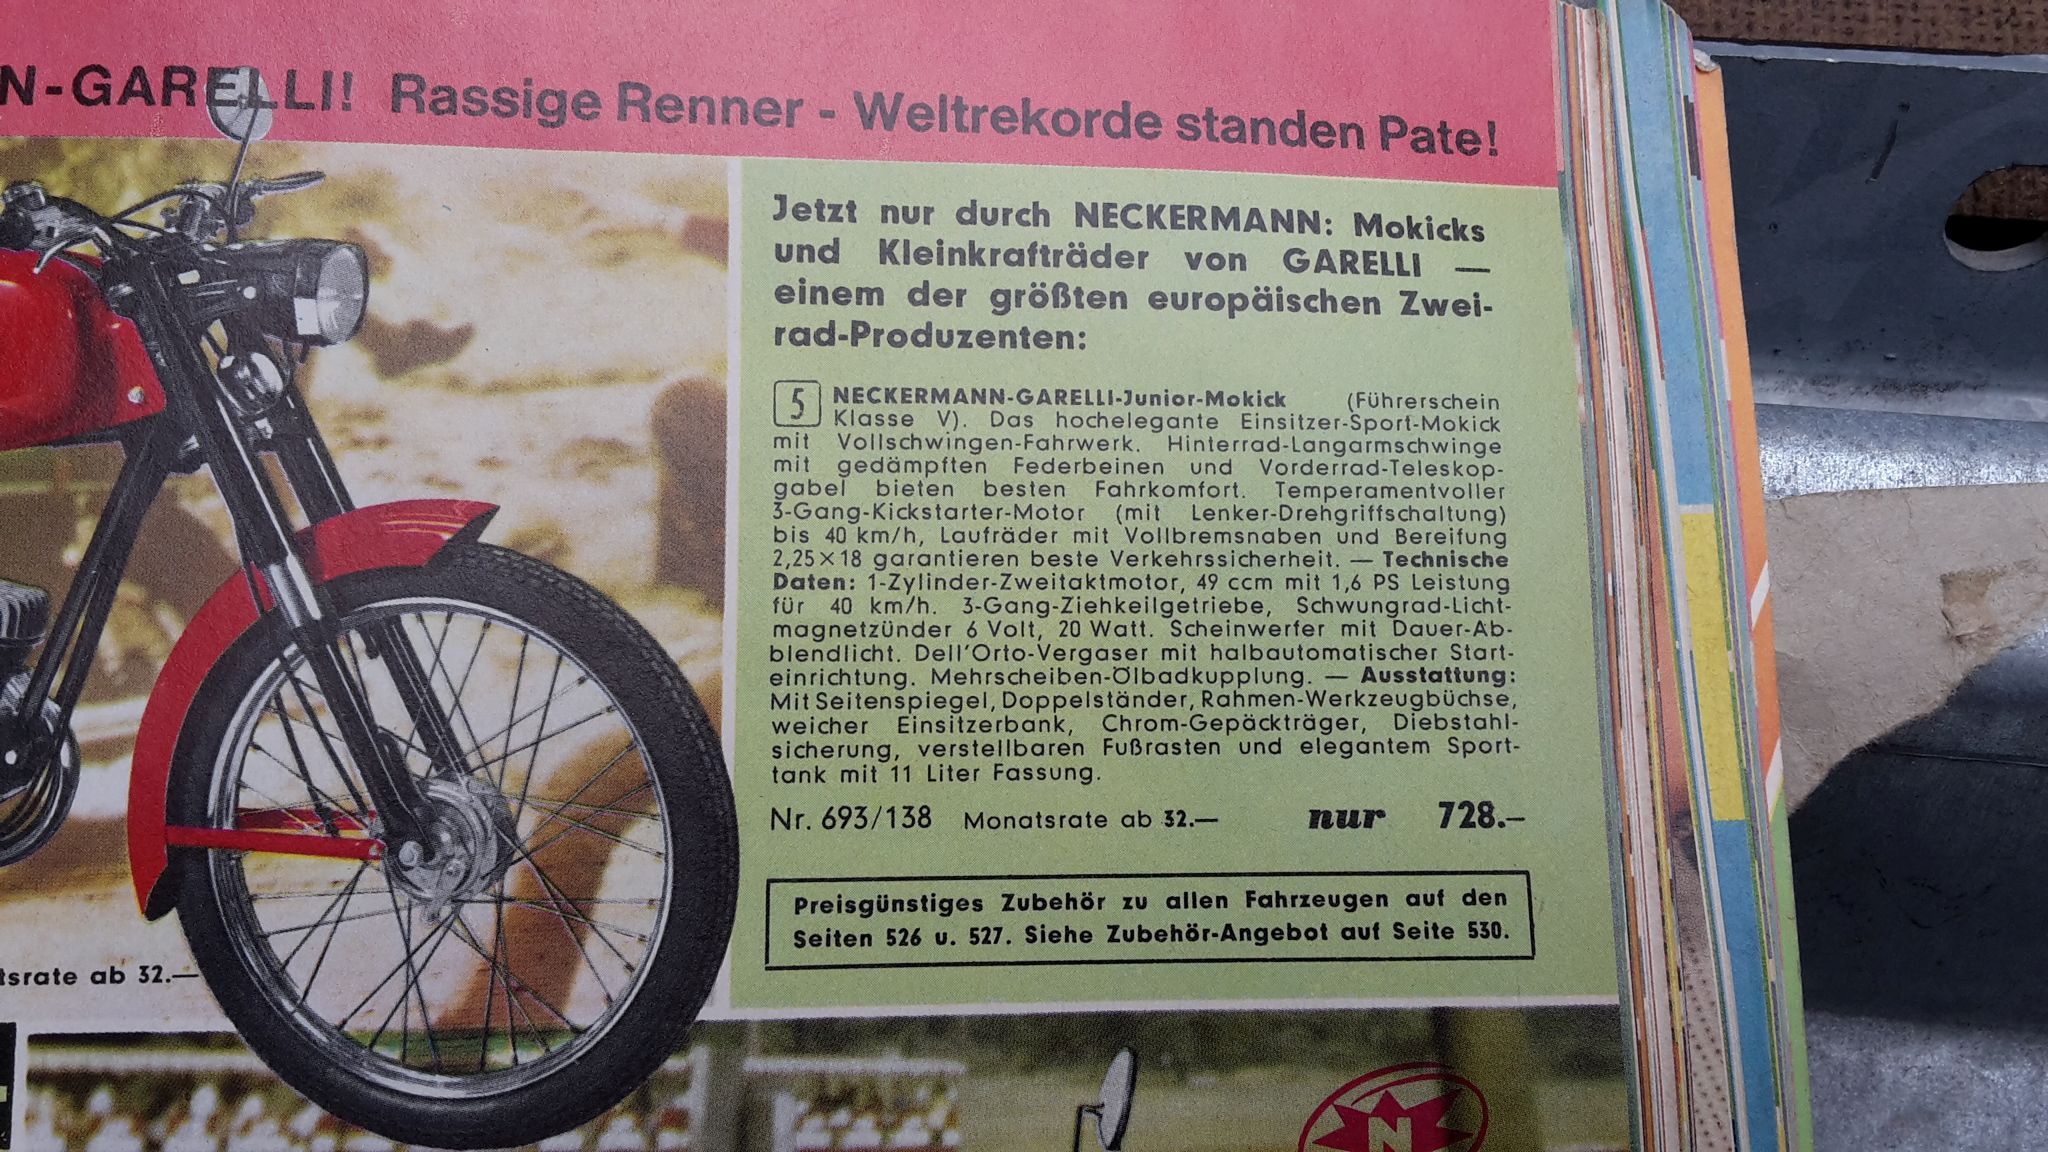 N-GARELLI! Rassige Renner - Weltrekorde standen Pate!
Jetzt nur durch NECKERMANN: Mokicks
und Kleinkrafträder von GARELLI —
einem der größten europäischen Zwei-
rad-Produzenten:
5 NECKERMANN-GARELLI-Junior-Mokick (Führerschein
Klasse V). Das hochelegante Einsitzer-Sport-Mokick
mit Vollschwingen-Fahrwerk. Hinterrad-Langarmschwinge
mit gedämpften Federbeinen und Vorderrad-Teleskop-
gabel bieten besten Fahrkomfort. Temperamentvoller
3-Gang-Kickstarter-Motor (mit Lenker-Drehgriffschaltung)
bis 40 km/h, Laufräder mit Vollbremsnaben und Bereifung
2,25×18 garantieren beste Verkehrssicherheit. — Technische
Daten: 1-Zylinder-Zweitaktmotor, 49 ccm mit 1,6 PS Leistung
für 40 km/h. 3-Gang-Ziehkeilgetriebe, Schwungrad-Licht-
magnetzünder 6 Volt, 20 Watt. Scheinwerfer mit Dauer-Ab-
blendlicht. Dell'Orto-Vergaser mit halbautomatischer Start-
einrichtung. Mehrscheiben-Ölbadkupplung. — Ausstattung:
Mit Seitenspiegel, Doppelständer, Rahmen-Werkzeugbüchse,
weicher Einsitzerbank, Chrom-Gepäckträger, Diebstahl-
sicherung, verstellbaren Fußrasten und elegantem Sport-
tank mit 11 Liter Fassung.
Nr. 693/138 Monatsrate ab 32.— nur 728.—
Preisgünstiges Zubehör zu allen Fahrzeugen auf den
Seiten 526 u. 527. Siehe Zubehör-Angebot auf Seite 530.
tsrate ab 32.—
N